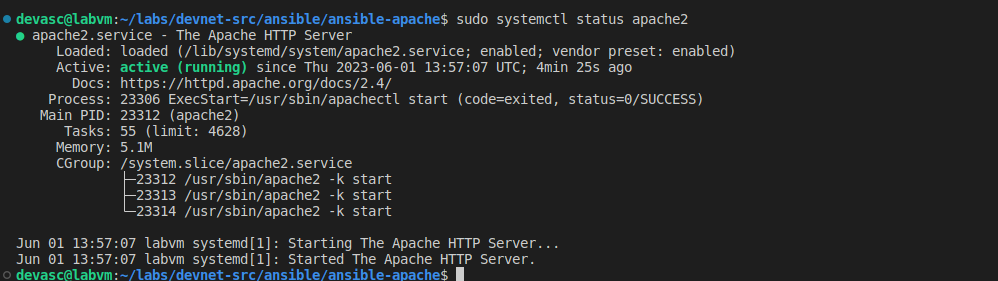 devasc@labvm:~/labs/devnet-src/ansible/ansible-apache$ sudo systemctl status apache2
● apache2.service - The Apache HTTP Server
     Loaded: loaded (/lib/systemd/system/apache2.service; enabled; vendor preset: enabled)
     Active: active (running) since Thu 2023-06-01 13:57:07 UTC; 4min 25s ago
       Docs: https://httpd.apache.org/docs/2.4/
    Process: 23306 ExecStart=/usr/sbin/apachectl start (code=exited, status=0/SUCCESS)
   Main PID: 23312 (apache2)
      Tasks: 55 (limit: 4628)
     Memory: 5.1M
     CGroup: /system.slice/apache2.service
             ├─23312 /usr/sbin/apache2 -k start
             ├─23313 /usr/sbin/apache2 -k start
             └─23314 /usr/sbin/apache2 -k start
Jun 01 13:57:07 labvm systemd[1]: Starting The Apache HTTP Server...
Jun 01 13:57:07 labvm systemd[1]: Started The Apache HTTP Server.
devasc@labvm:~/labs/devnet-src/ansible/ansible-apache$